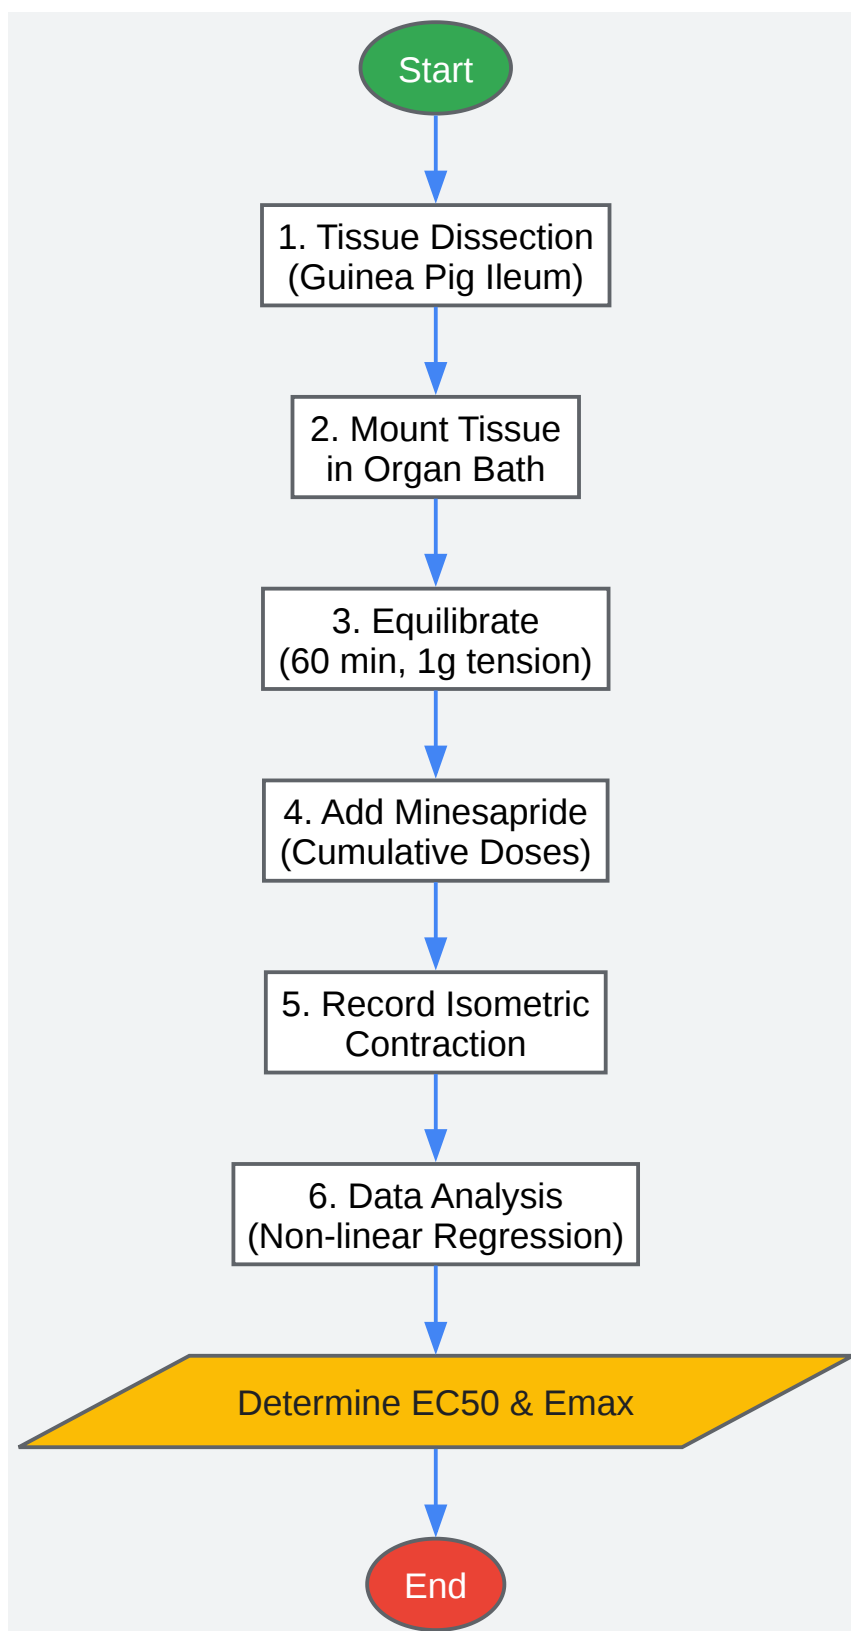 Start
1. Tissue Dissection
(Guinea Pig Ileum)
2. Mount Tissue
in Organ Bath
3. Equilibrate
(60 min, 1g tension)
4. Add Minesapride
(Cumulative Doses)
5. Record Isometric
Contraction
6. Data Analysis
(Non-linear Regression)
Determine EC50 & Emax
End